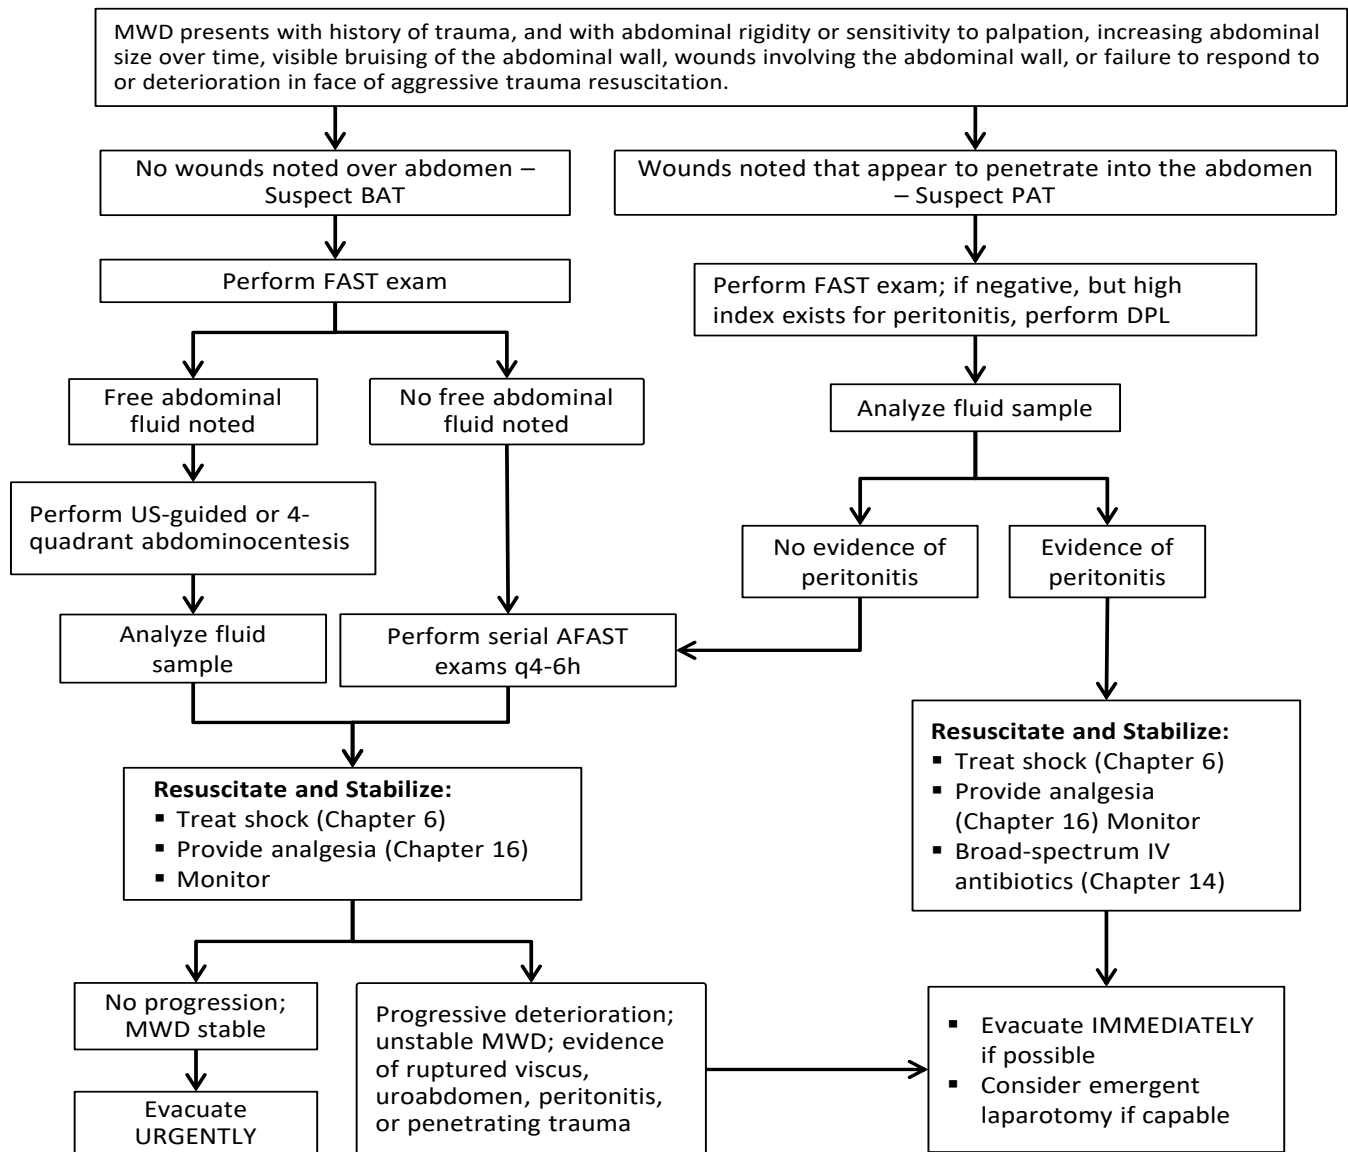 MWD presents with history of trauma, and with abdominal rigidity or sensitivity to palpation, increasing abdominal
size over time, visible bruising of the abdominal wall, wounds involving the abdominal wall, or failure to respond to
or deterioration in face of aggressive trauma resuscitation.
No wounds noted over abdomen –
Suspect BAT
Wounds noted that appear to penetrate into the abdomen
– Suspect PAT
Perform FAST exam
Perform FAST exam; if negative, but high
index exists for peritonitis, perform DPL
Free abdominal
fluid noted
No free abdominal
fluid noted
Analyze fluid sample
Perform US-guided or 4-
quadrant abdominocentesis
No evidence of
peritonitis
Evidence of
peritonitis
Analyze fluid
sample
Perform serial AFAST
exams q4-6h
Resuscitate and Stabilize:
▪ Treat shock (Chapter 6)
▪ Provide analgesia (Chapter 16)
▪ Monitor
Resuscitate and Stabilize:
▪ Treat shock (Chapter 6)
▪ Provide analgesia
(Chapter 16) Monitor
▪ Broad-spectrum IV
antibiotics (Chapter 14)
No progression;
MWD stable
Progressive deterioration;
unstable MWD; evidence
of ruptured viscus,
uroabdomen, peritonitis,
or penetrating trauma
▪ Evacuate IMMEDIATELY
if possible
▪ Consider emergent
laparotomy if capable
Evacuate
URGENTLY